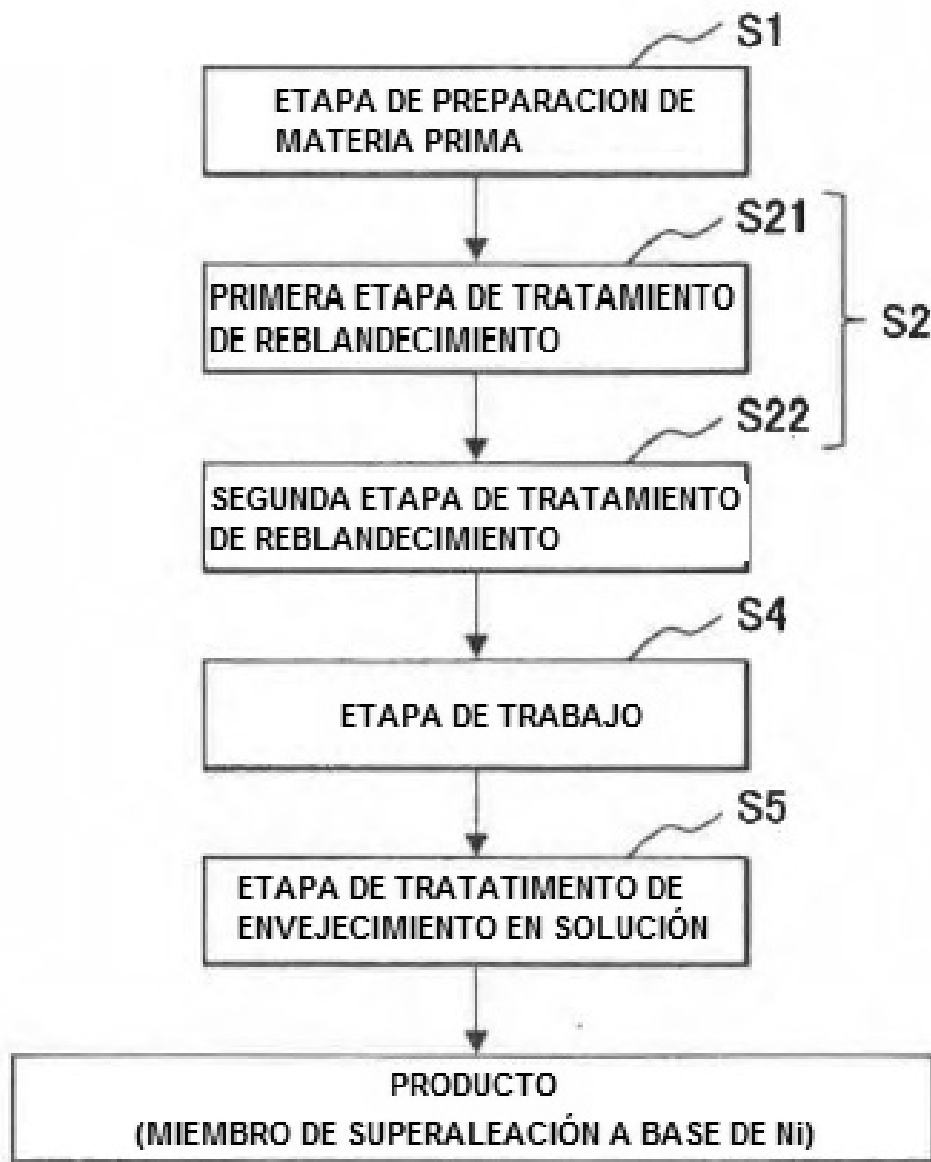 S1
ETAPA DE PREPARACION DE
MATERIA PRIMA
S21
PRIMERA ETAPA DE TRATAMIENTO
DE REBLANDECIMIENTO
S2
S22
SEGUNDA ETAPA DE TRATAMIENTO
DE REBLANDECIMIENTO
S4
ETAPA DE TRABAJO
S5
ETAPA DE TRATATIMENTO DE
ENVEJECIMIENTO EN SOLUCIÓN
PRODUCTO
(MIEMBRO DE SUPERALEACIÓN A BASE DE Ni)